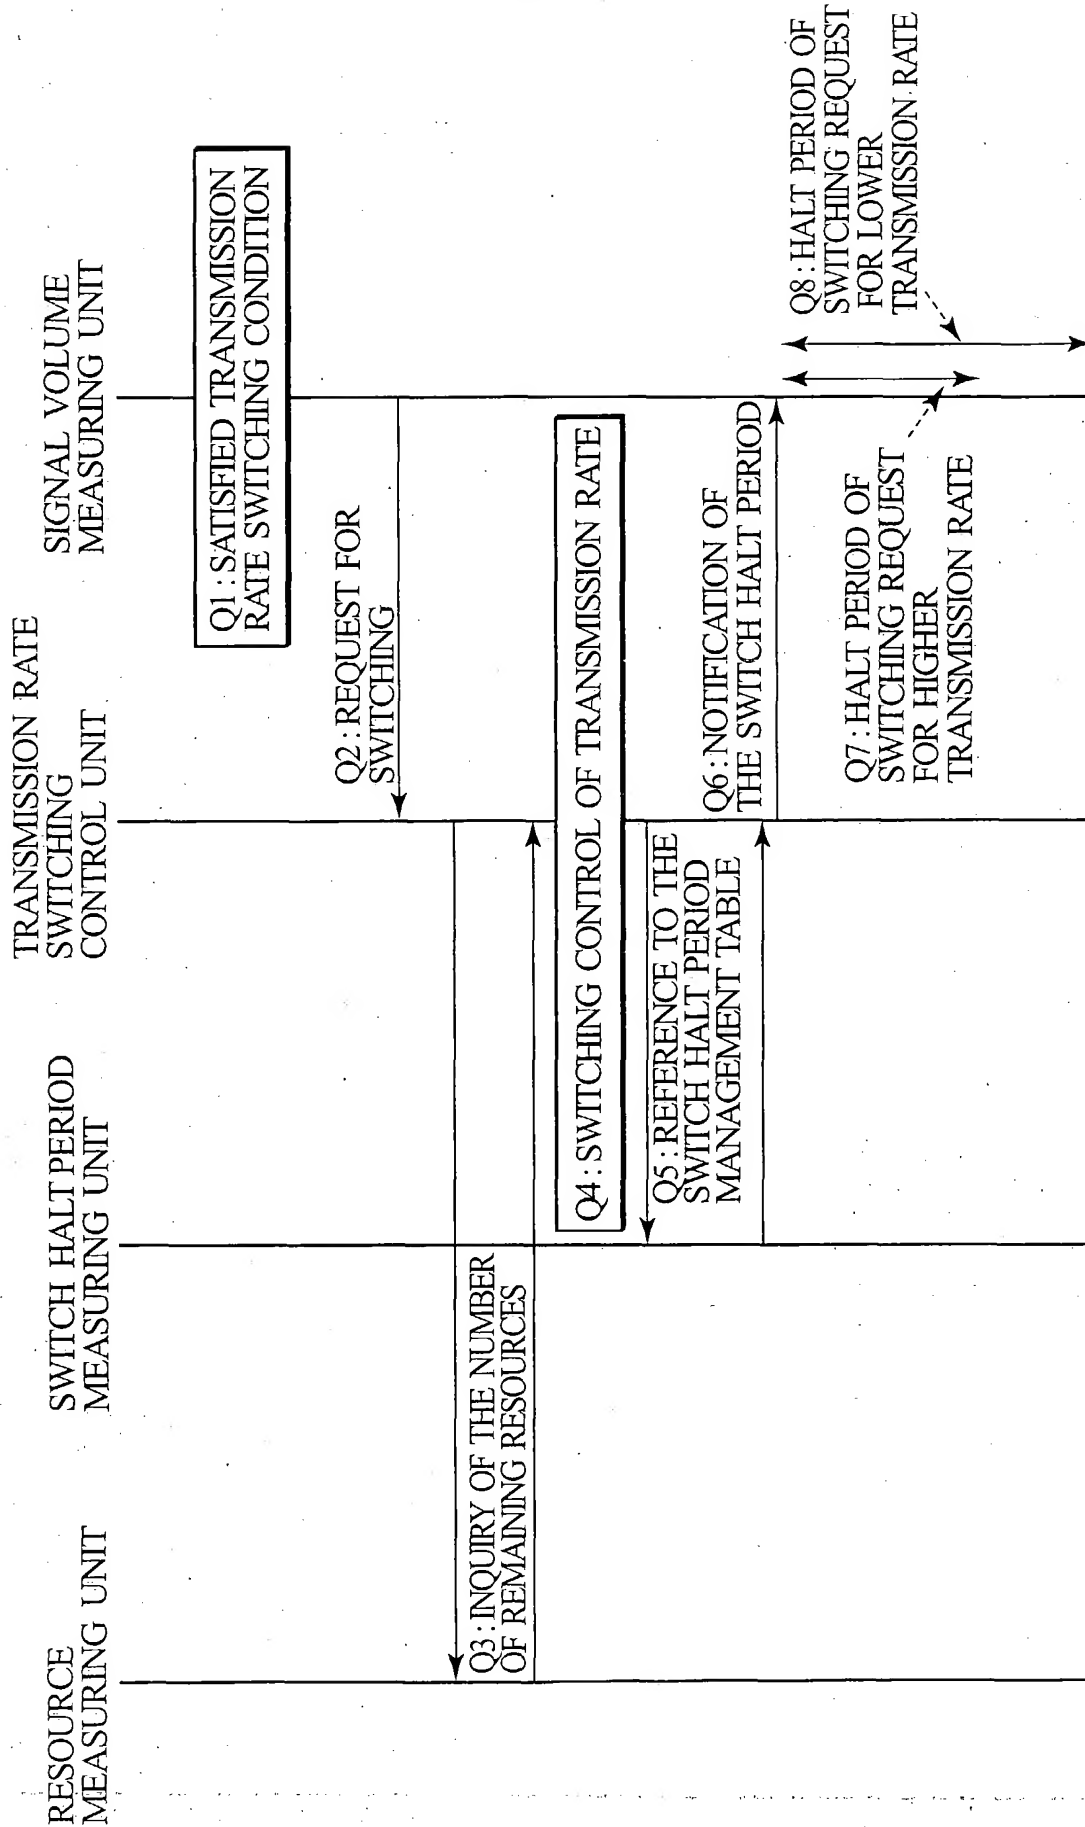 RESOURCE
MEASURING UNIT
SWITCH HALT PERIOD
MEASURING UNIT
TRANSMISSION RATE
SWITCHING
CONTROL UNIT
SIGNAL VOLUME
MEASURING UNIT
Q1 : SATISFIED TRANSMISSION
RATE SWITCHING CONDITION
Q2 : REQUEST FOR
SWITCHING
Q3 : INQUIRY OF THE NUMBER
OF REMAINING RESOURCES
Q4 : SWITCHING CONTROL OF TRANSMISSION RATE
Q5 : REFERENCE TO THE
SWITCH HALT PERIOD
MANAGEMENT TABLE
Q6 : NOTIFICATION OF
THE SWITCH HALT PERIOD
Q7 : HALT PERIOD OF
SWITCHING REQUEST
FOR HIGHER
TRANSMISSION RATE
Q8 : HALT PERIOD OF
SWITCHING REQUEST
FOR LOWER
TRANSMISSION RATE